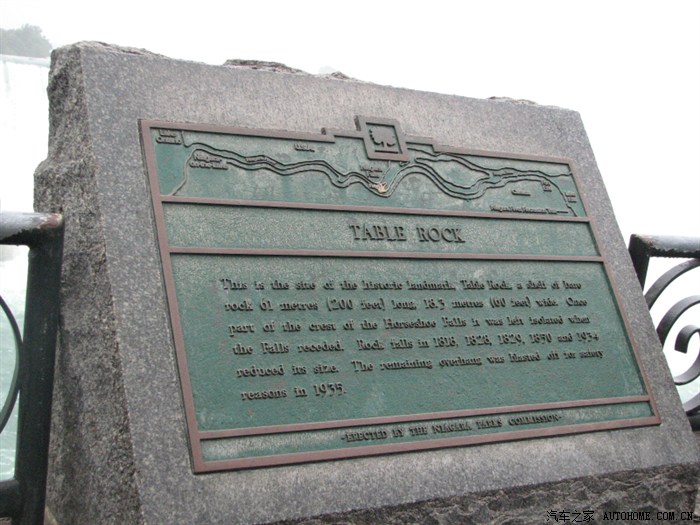 TABLE ROCK
This is the site of the historic landmark, Table Rock, a shelf of bare
rock 61 metres (200 feet) long, 18.3 metres (60 feet) wide. Once
part of the crest of the Horseshoe Falls it was left isolated when
the Falls receded. Rock falls in 1818, 1828, 1829, 1850 and 1934
reduced its size. The remaining overhang was blasted off for safety
reasons in 1935.
-ERECTED BY THE NIAGARA PARKS COMMISSION-
汽车之家 AUTOHOME.COM.CN